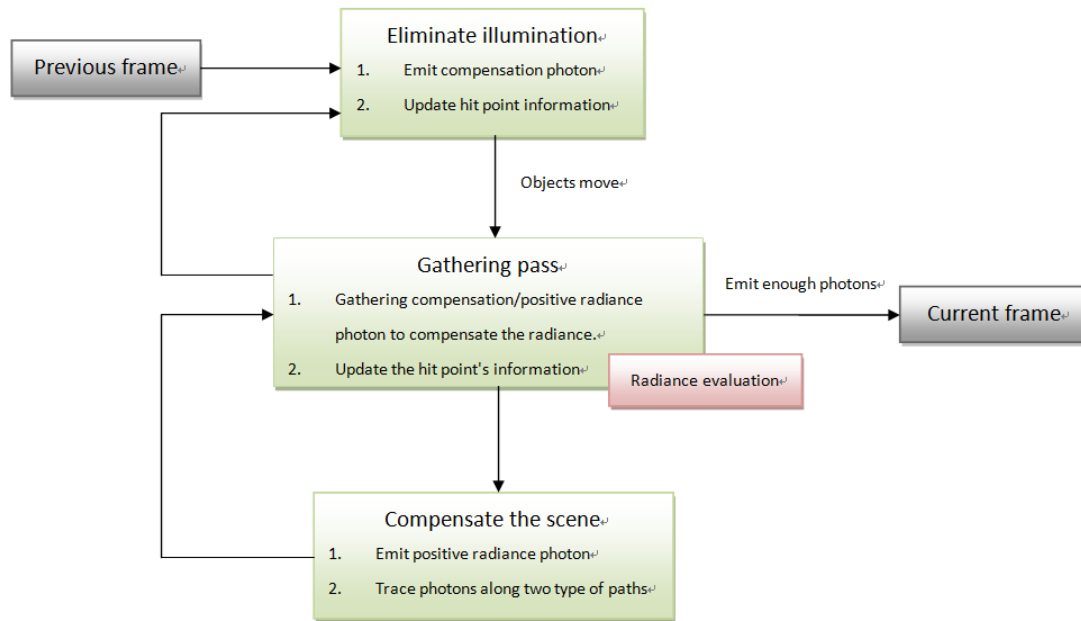 Previous frame
Eliminate illumination
1. Emit compensation photon
2. Update hit point information
Objects move
Gathering pass
1. Gathering compensation/positive radiance
photon to compensate the radiance.
2. Update the hit point's information
Radiance evaluation
Emit enough photons
Current frame
Compensate the scene
1. Emit positive radiance photon
2. Trace photons along two type of paths